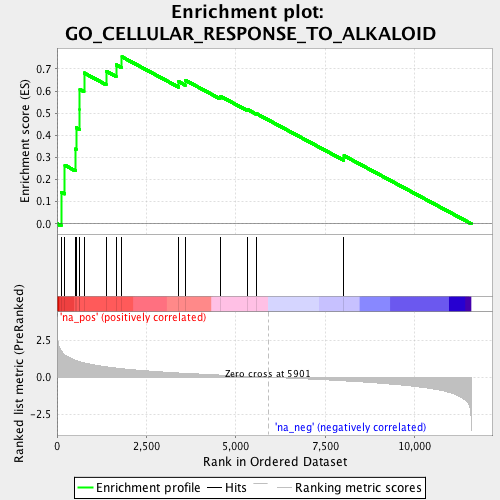 Enrichment plot:
GO_CELLULAR_RESPONSE_TO_ALKALOID
Enrichment score (ES)
0.7
0.6
0.5
0.4
0.3
0.2
0.1
0.0
'na_pos' (positively correlated)
Ranked list metric (PreRanked)
2.5
0.0
-2.5
Zero cross at 5901
'na_neg' (negatively correlated)
0
2,500
5,000
7,500
10,000
Rank in Ordered Dataset
Enrichment profile
Hits
Ranking metric scores